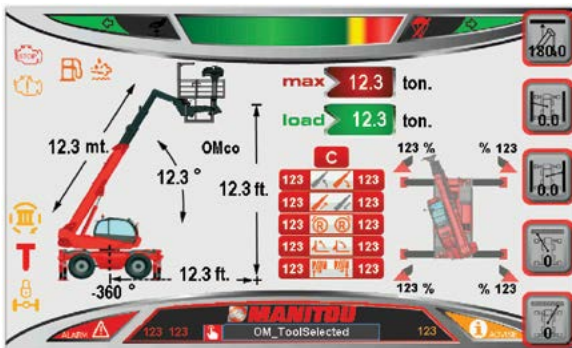 180.0
STOP
max 12.3 ton.
load 12.3 ton.
12.3 mt.
OMco
12.3 °
12.3 ft.
C
123 % % 123
0.0
123 123
123 123
123 R R 123
123 123
123 123
0.0
T
12.3 ft.
-360 °
123 % % 123
0
MANITOU
ALARM 123 123 OM_ToolSelected 123 i ADVISE
0